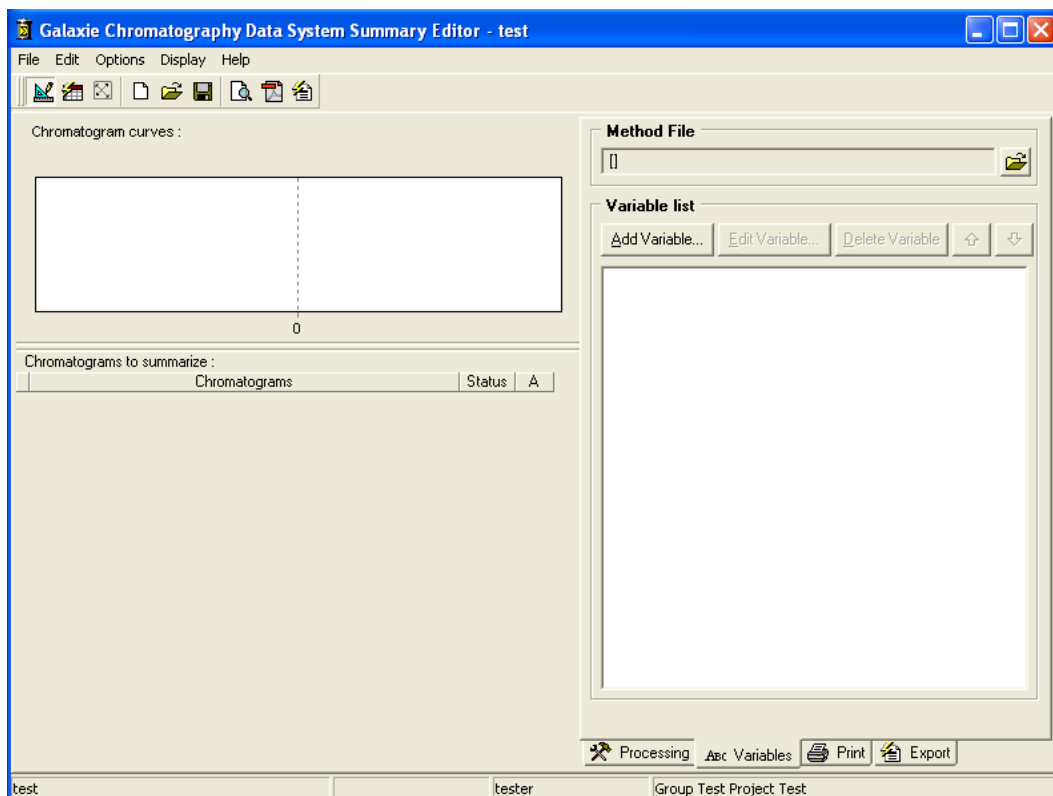 Galaxie Chromatography Data System Summary Editor - test
File Edit Options Display Help
Chromatogram curves :
0
Chromatograms to summarize :
Chromatograms Status A
Method File
[]
Variable list
Add Variable... Edit Variable... Delete Variable
Processing ABC Variables Print Export
test tester Group Test Project Test